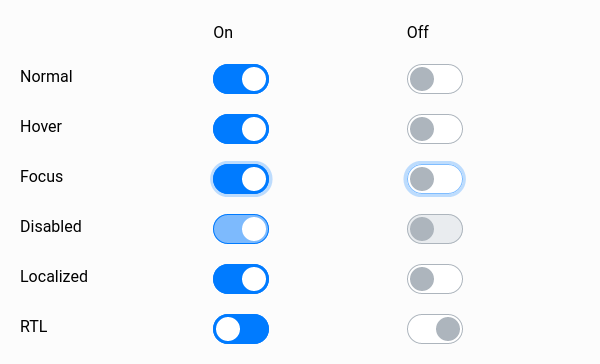 On Off
Normal
Hover
Focus
Disabled
Localized
RTL